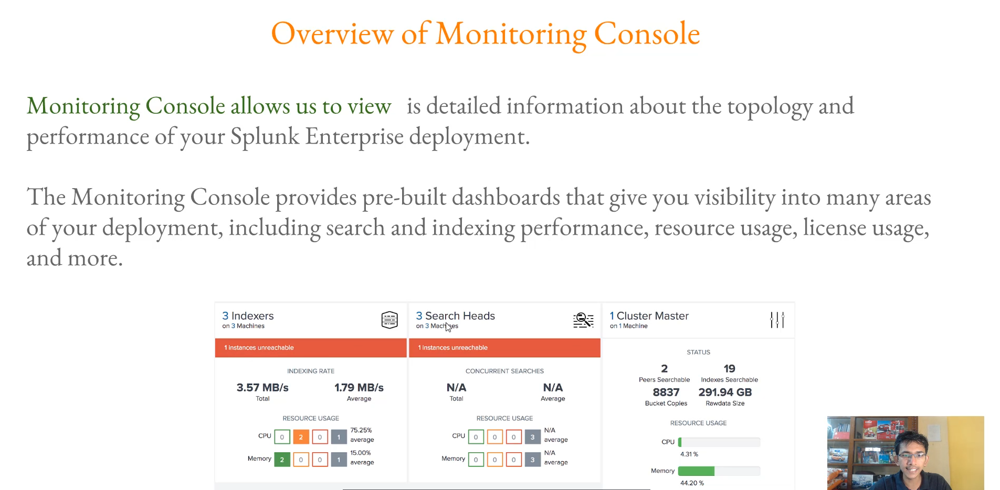 Overview of Monitoring Console
Monitoring Console allows us to view is detailed information about the topology and
performance of your Splunk Enterprise deployment.
The Monitoring Console provides pre-built dashboards that give you visibility into many areas
of your deployment, including search and indexing performance, resource usage, license usage,
and more.
3 Indexers
on 3 Machines
1 instances unreachable
INDEXING RATE
3.57 MB/s 1.79 MB/s
Total Average
RESOURCE USAGE
CPU 0 2 0 1 75.25% average
Memory 2 0 0 1 15.00% average
3 Search Heads
on 3 Machines
1 instances unreachable
CONCURRENT SEARCHES
N/A N/A
Total Average
RESOURCE USAGE
CPU 0 0 0 3 N/A average
Memory 0 0 0 3 N/A average
1 Cluster Master
on 1 Machine
STATUS
2 19
Peers Searchable Indexes Searchable
8837 291.94 GB
Bucket Copies Rawdata Size
RESOURCE USAGE
CPU
4.31 %
Memory
44.20 %